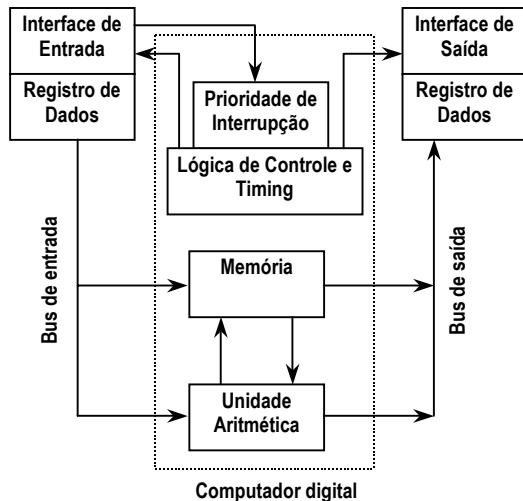 Interface de
Entrada
Registro de
Dados
Prioridade de
Interrupção
Lógica de Controle e
Timing
Interface de
Saída
Registro de
Dados
Bus de entrada
Memória
Bus de saída
Unidade
Aritmética
Computador digital